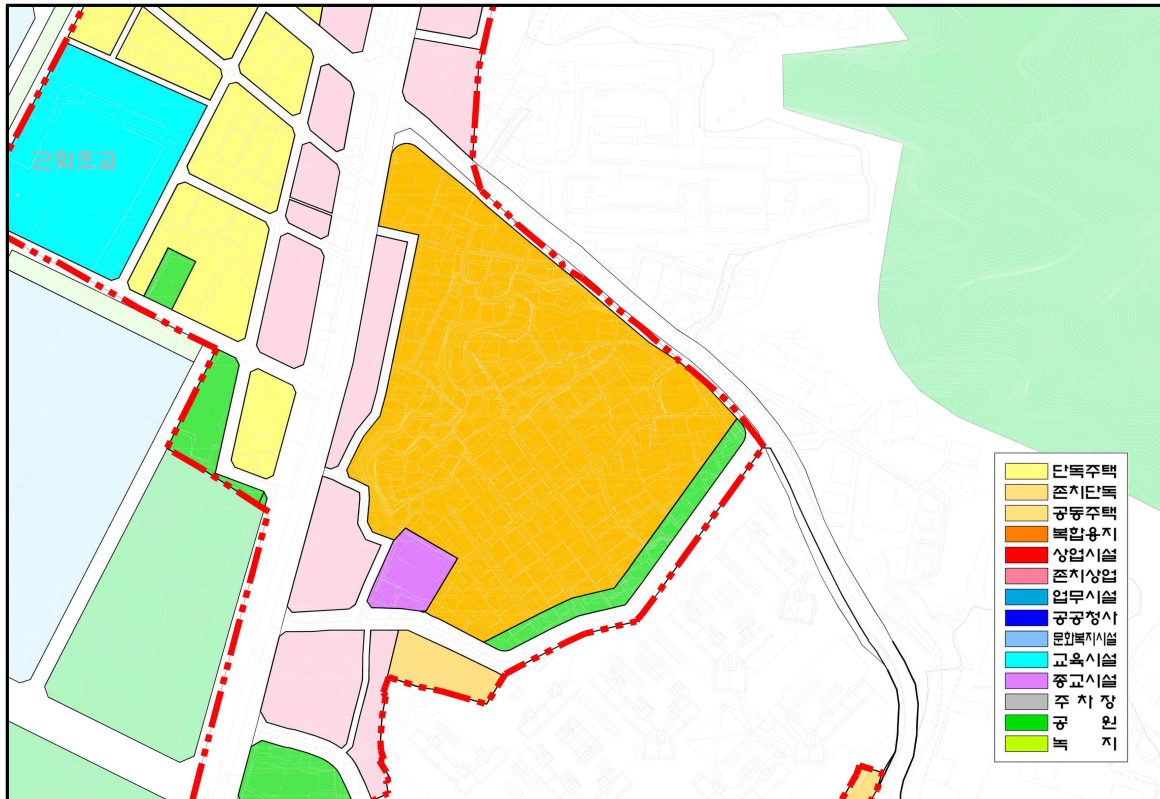 근화초교
단독주택
존치단독
공동주택
복합용지
상업시설
존치상업
업무시설
공공청사
문화복지시설
교육시설
종교시설
주 차 장
공 원
녹 지